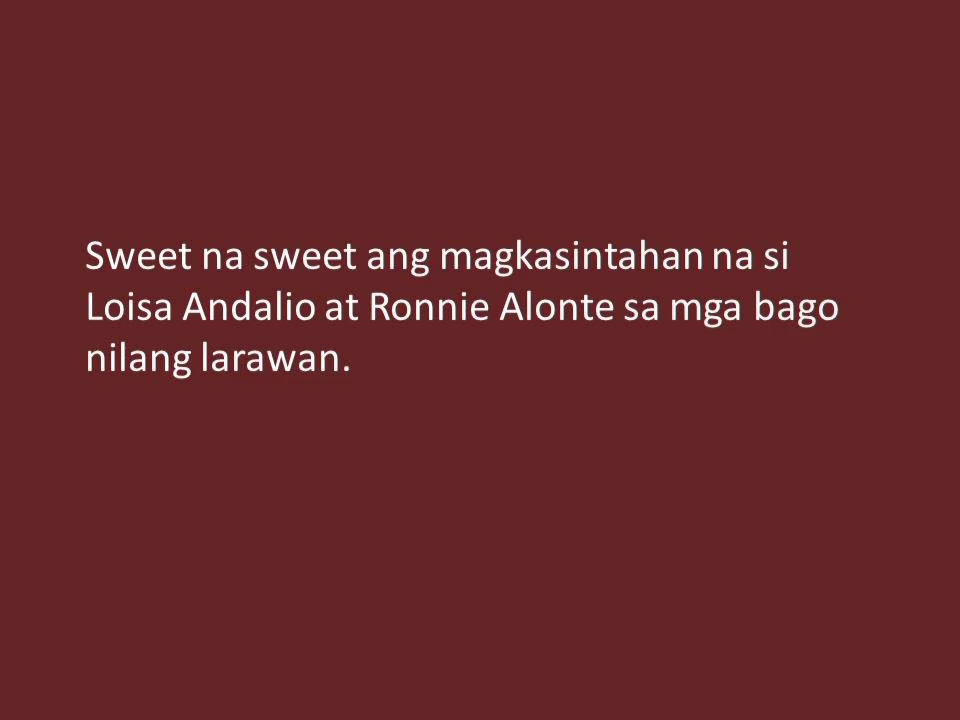 Sweet na sweet ang magkasintahan na si
Loisa Andalio at Ronnie Alonte sa mga bago
nilang larawan.